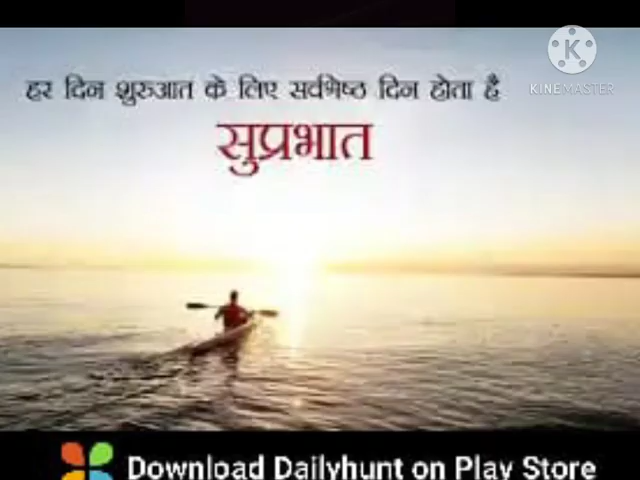 हर दिन शुरुआत के लिए सर्वश्रेष्ठ दिन होता है
सुप्रभात
KINEMASTER
Download Dailyhunt on Play Store